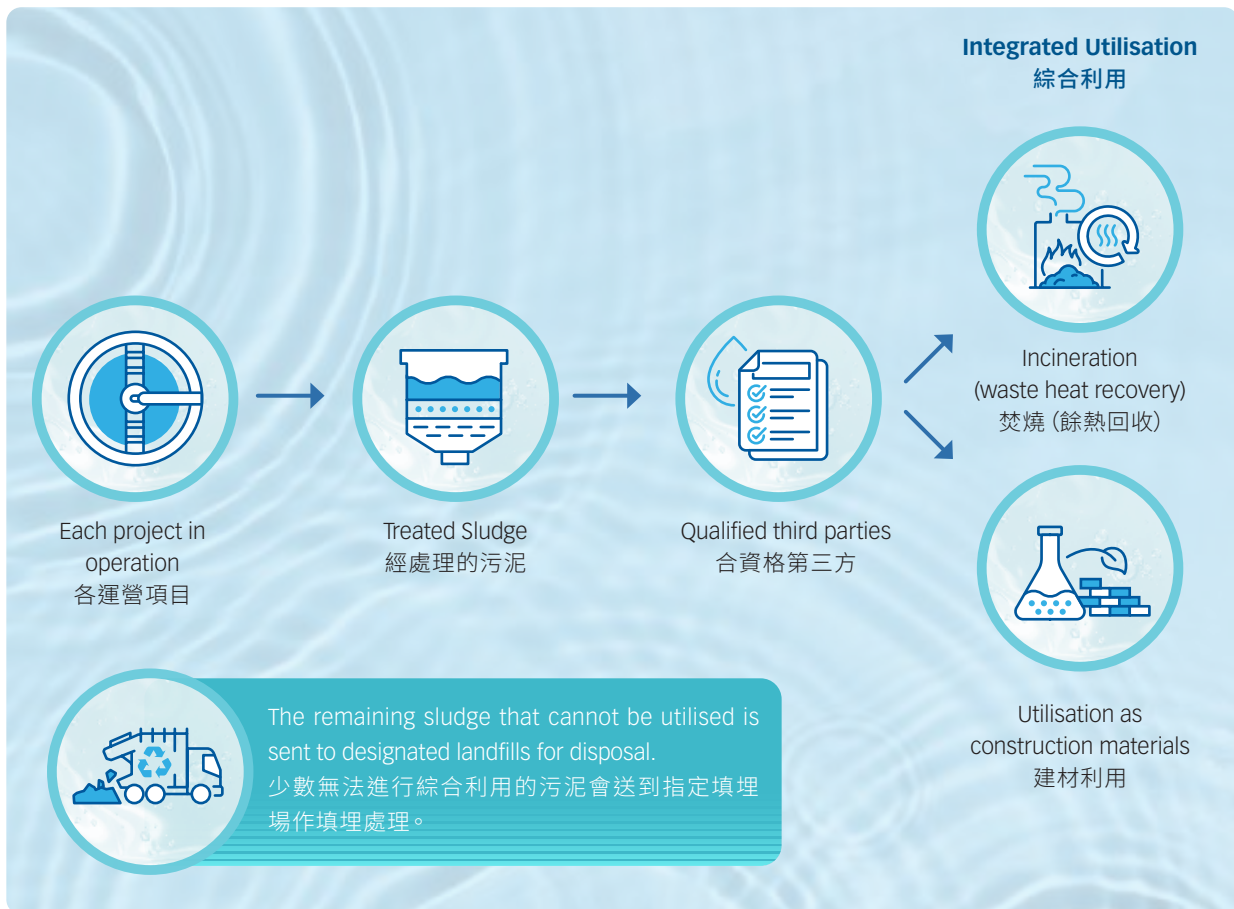 Integrated Utilisation
綜合利用
Incineration
(waste heat recovery)
焚燒（餘熱回收）
Each project in
operation
各運營項目
Treated Sludge
經處理的污泥
Qualified third parties
合資格第三方
Utilisation as
construction materials
建材利用
The remaining sludge that cannot be utilised is
sent to designated landfills for disposal.
少數無法進行綜合利用的污泥會送到指定填埋
場作填埋處理。